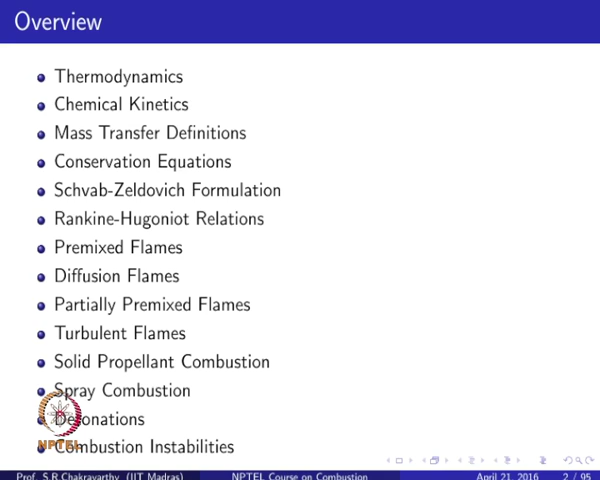 Overview
Thermodynamics
Chemical Kinetics
Mass Transfer Definitions
Conservation Equations
Schvab-Zeldovich Formulation
Rankine-Hugoniot Relations
Premixed Flames
Diffusion Flames
Partially Premixed Flames
Turbulent Flames
Solid Propellant Combustion
Spray Combustion
Detonations
Combustion Instabilities
NPTEL
Prof. S.R.Chakravarthy (IIT Madras) NPTEL Course on Combustion April 21, 2016 2 / 95